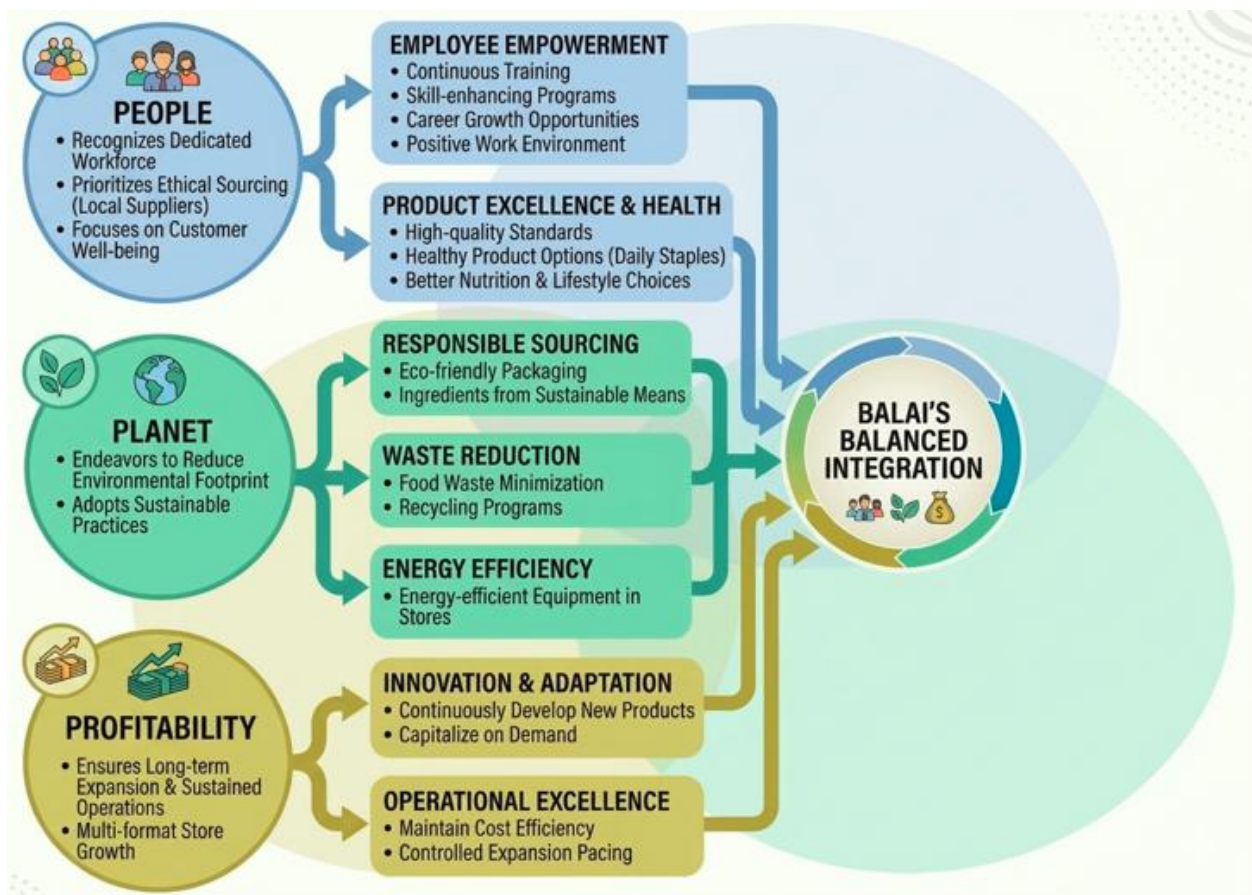 PEOPLE
• Recognizes Dedicated
Workforce
• Prioritizes Ethical Sourcing
(Local Suppliers)
• Focuses on Customer
Well-being
EMPLOYEE EMPOWERMENT
• Continuous Training
• Skill-enhancing Programs
• Career Growth Opportunities
• Positive Work Environment
PRODUCT EXCELLENCE & HEALTH
• High-quality Standards
• Healthy Product Options (Daily Staples)
• Better Nutrition & Lifestyle Choices
PLANET
• Endeavors to Reduce
Environmental Footprint
• Adopts Sustainable
Practices
RESPONSIBLE SOURCING
• Eco-friendly Packaging
• Ingredients from Sustainable Means
WASTE REDUCTION
• Food Waste Minimization
• Recycling Programs
ENERGY EFFICIENCY
• Energy-efficient Equipment in
Stores
PROFITABILITY
• Ensures Long-term
Expansion & Sustained
Operations
• Multi-format Store
Growth
INNOVATION & ADAPTATION
• Continuously Develop New Products
• Capitalize on Demand
OPERATIONAL EXCELLENCE
• Maintain Cost Efficiency
• Controlled Expansion Pacing
BALAI'S
BALANCED
INTEGRATION
$